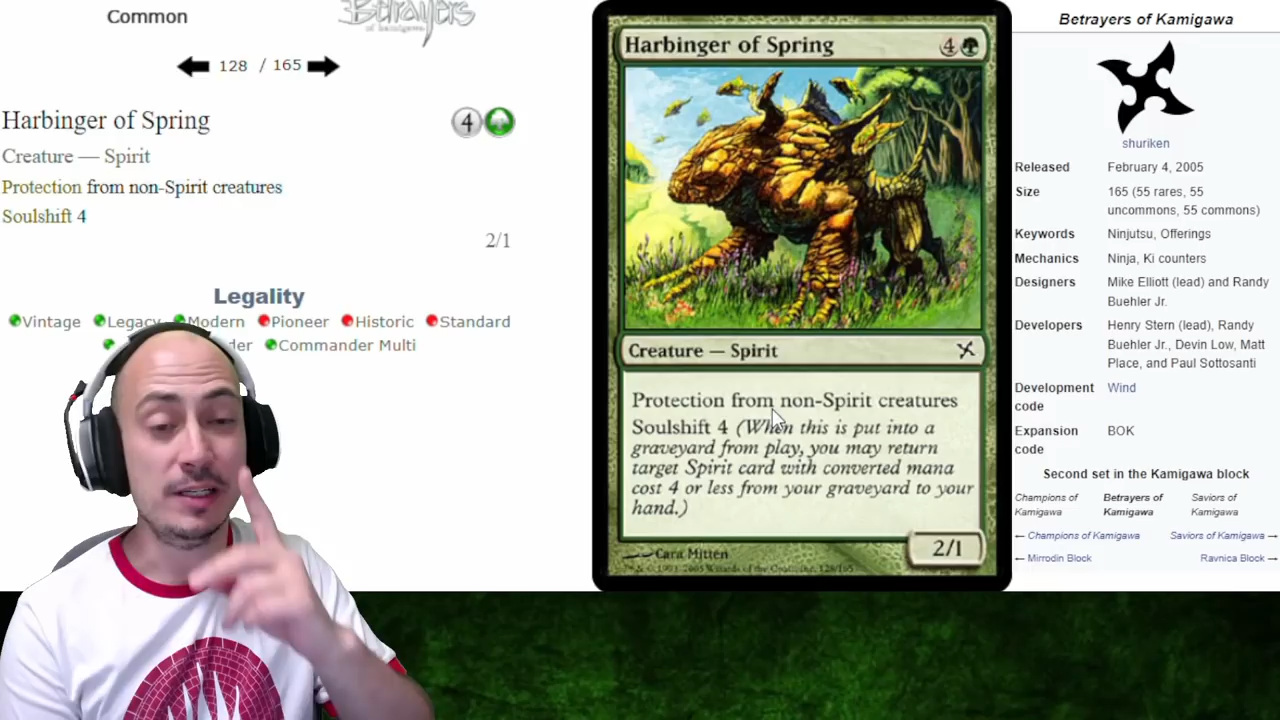 Common
Betrayers
of kamigawa
128 / 165
Harbinger of Spring
4
Creature — Spirit
Protection from non-Spirit creatures
Soulshift 4
2/1
Legality
Vintage Legacy Modern Pioneer Historic Standard
Commander Multi
Harbinger of Spring 4
Creature — Spirit
Protection from non-Spirit creatures
Soulshift 4 (When this is put into a
graveyard from play, you may return
target Spirit card with converted mana
cost 4 or less from your graveyard to your
hand.)
2/1
Cara Mitten
Betrayers of Kamigawa
shuriken
Released February 4, 2005
Size 165 (55 rares, 55
uncommons, 55 commons)
Keywords Ninjutsu, Offerings
Mechanics Ninja, Ki counters
Designers Mike Elliott (lead) and Randy
Buehler Jr.
Developers Henry Stern (lead), Randy
Buehler Jr., Devin Low, Matt
Place, and Paul Sottosanti
Development Wind
code
Expansion BOK
code
Second set in the Kamigawa block
Champions of Betrayers of Saviors of
Kamigawa Kamigawa Kamigawa
← Champions of Kamigawa Saviors of Kamigawa →
← Mirrodin Block Ravnica Block →